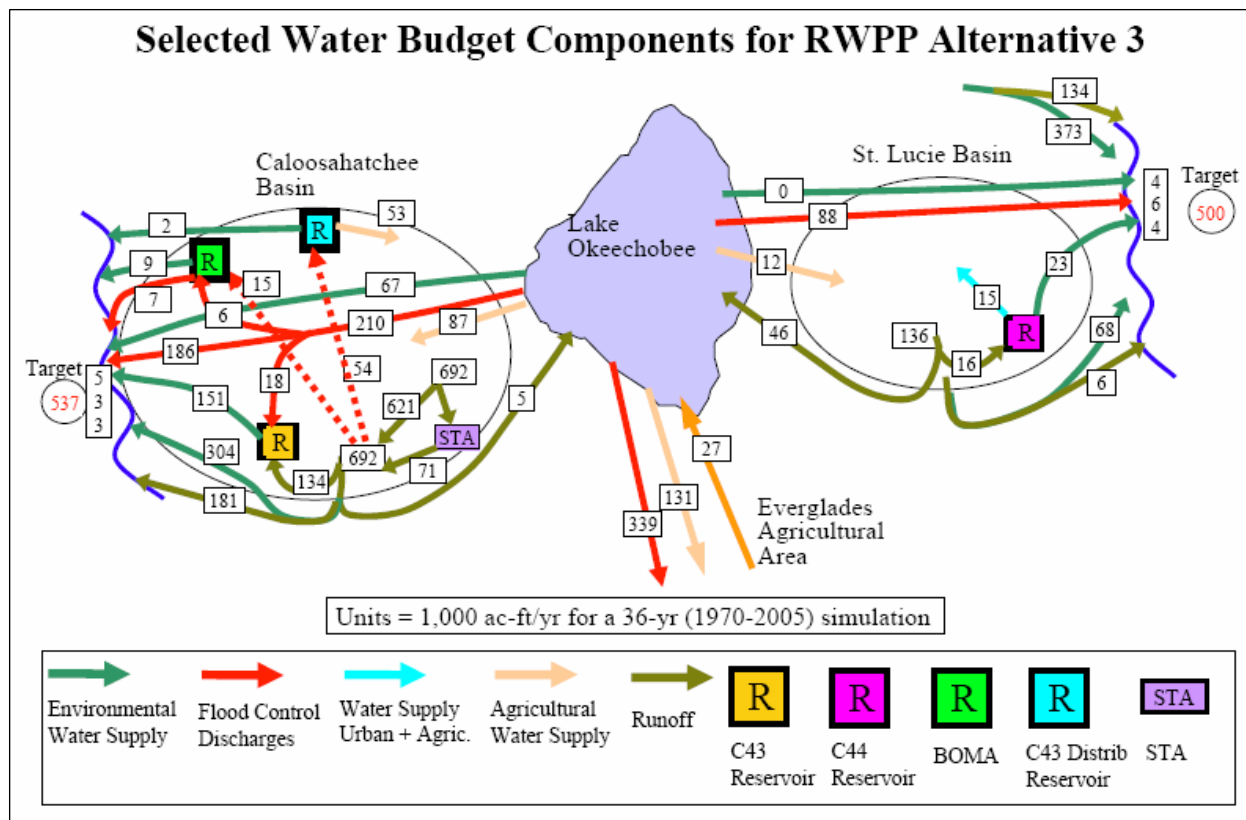 Selected Water Budget Components for RWPP Alternative 3
134
373
Caloosahatchee
Basin
St. Lucie Basin
Target
500
4
6
4
0
88
2
R
53
Lake
Okeechobee
12
23
9
R
15
67
15
R
7
6
210
87
46
136
68
186
16
6
Target
537
5
3
3
18
54
692
151
621
5
R
STA
27
304
692
71
134
181
131
339
Everglades
Agricultural
Area
Units = 1,000 ac-ft/yr for a 36-yr (1970-2005) simulation
Environmental
Water Supply
Flood Control
Discharges
Water Supply
Urban + Agric.
Agricultural
Water Supply
Runoff
R
C43
Reservoir
R
C44
Reservoir
R
BOMA
R
C43 Distrib
Reservoir
STA
STA